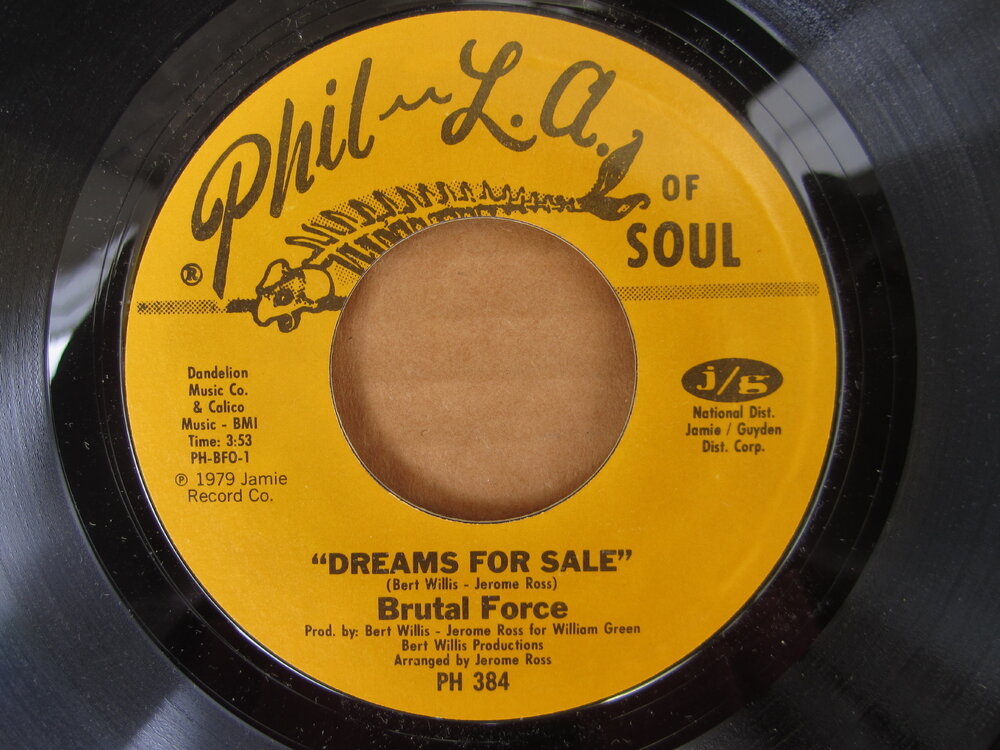 Phil-L.A.
OF
SOUL
®
Dandelion
Music Co.
& Calico
Music - BMI
Time: 3:53
PH-BFO-1
℗ 1979 Jamie
Record Co.
j/g
National Dist.
Jamie / Guyden
Dist. Corp.
"DREAMS FOR SALE"
(Bert Willis - Jerome Ross)
Brutal Force
Prod. by: Bert Willis - Jerome Ross for William Green
Bert Willis Productions
Arranged by Jerome Ross
PH 384